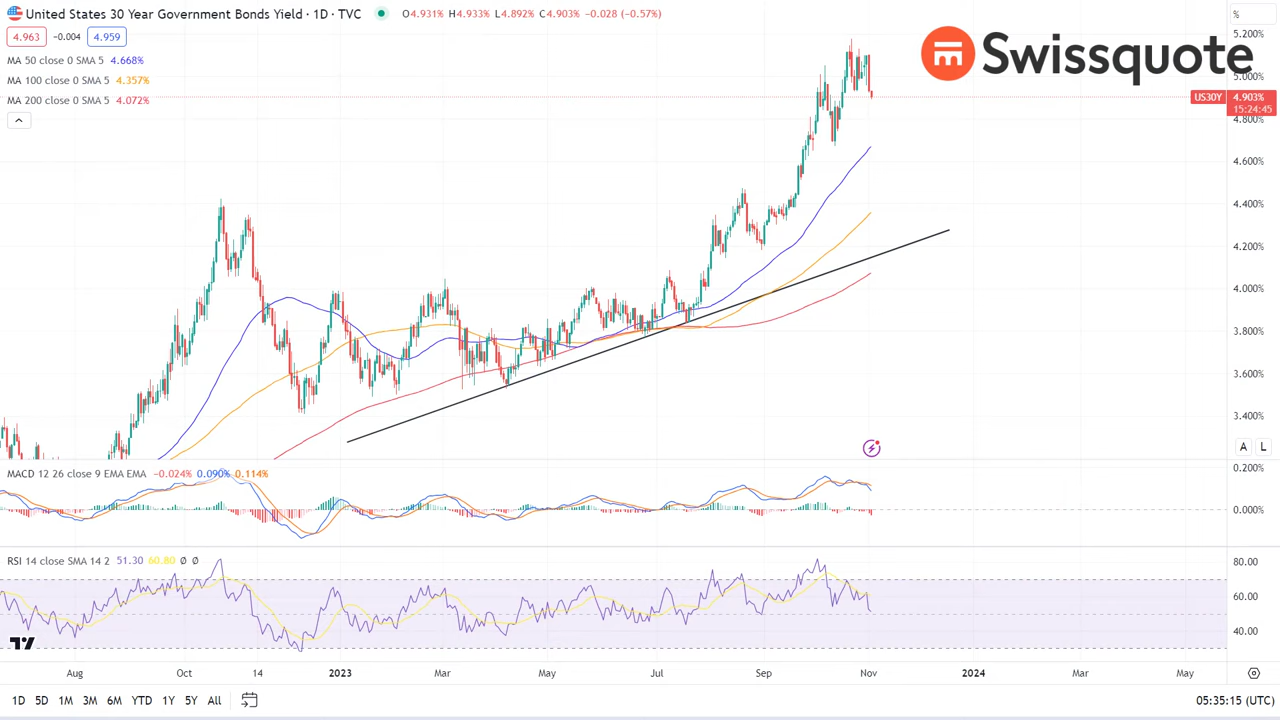 United States 30 Year Government Bonds Yield · 1D · TVC O4.931% H4.933% L4.892% C4.903% −0.028 (−0.57%)
4.963 −0.004 4.959
MA 50 close 0 SMA 5 4.668%
MA 100 close 0 SMA 5 4.357%
MA 200 close 0 SMA 5 4.072%
Swissquote
%
5.200%
5.000%
US30Y 4.903%
15:24:45
4.800%
4.600%
4.400%
4.200%
4.000%
3.800%
3.600%
3.400%
A L
MACD 12 26 close 9 EMA EMA −0.024% 0.090% 0.114%
0.200%
0.000%
RSI 14 close SMA 14 2 51.30 60.80 Ø Ø
80.00
60.00
40.00
Aug Oct 14 2023 Mar May Jul Sep Nov 2024 Mar May
1D 5D 1M 3M 6M YTD 1Y 5Y All
05:35:15 (UTC)